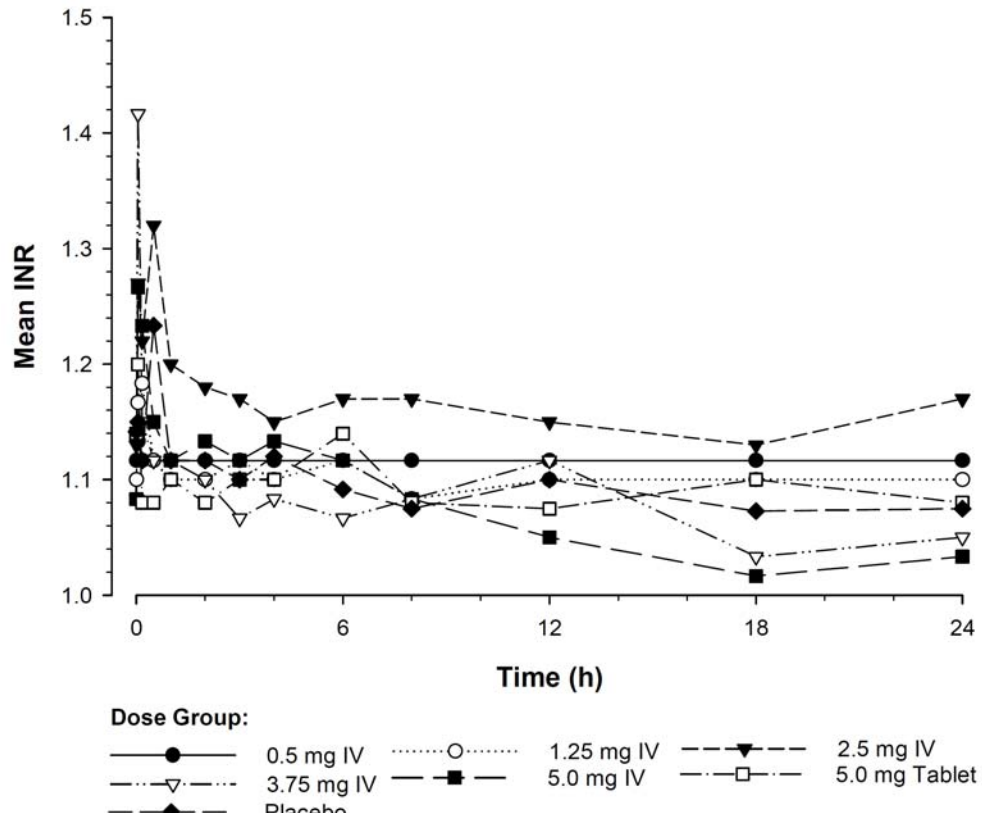 1.5
1.4
1.3
1.2
1.1
1.0
Mean INR
0 6 12 18 24
Time (h)
Dose Group:
0.5 mg IV 1.25 mg IV 2.5 mg IV
3.75 mg IV 5.0 mg IV 5.0 mg Tablet
Placebo